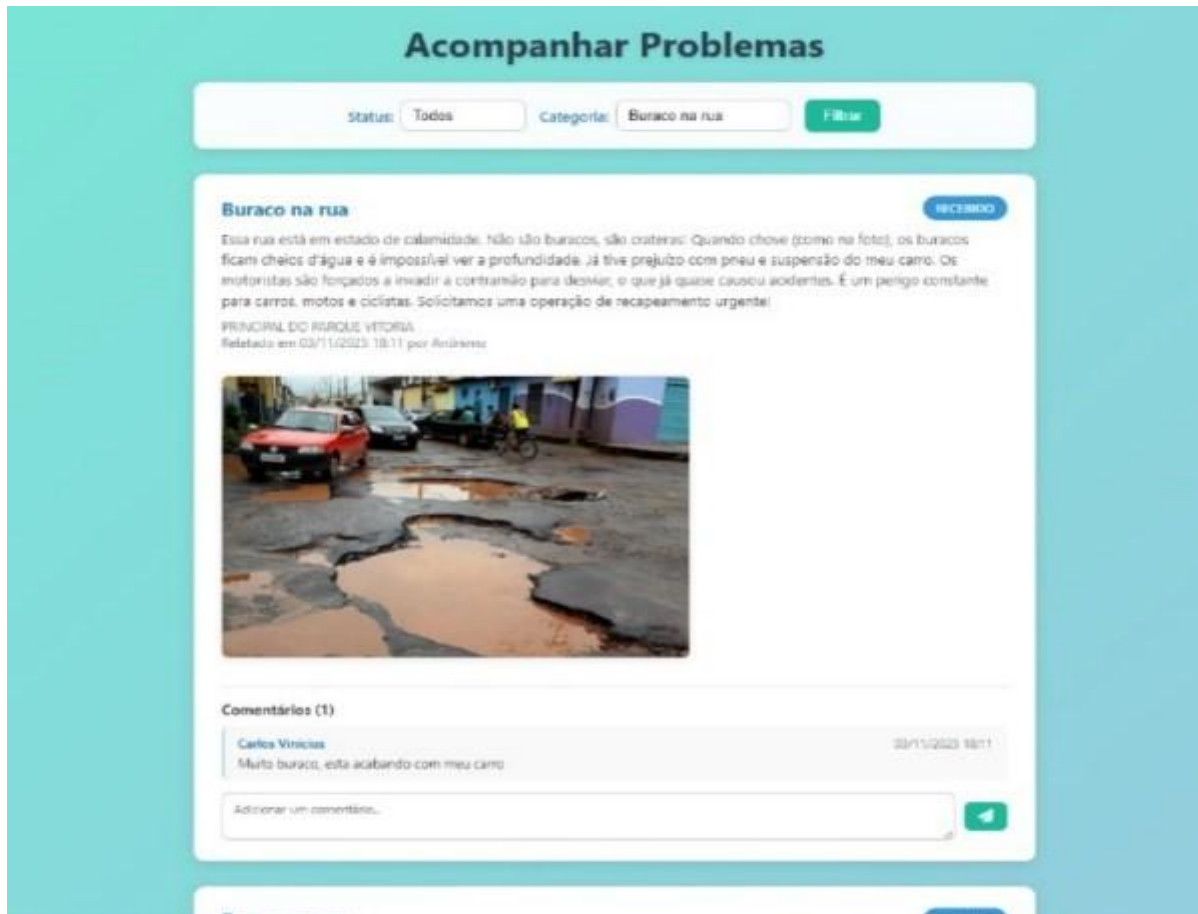 Acompanhar Problemas
Status: Todos Categoria: Buraco na rua Filtrar
Buraco na rua RECEBIDO
Essa rua está em estado de calamidade. Não são buracos, são crateras! Quando chove (como na foto), os buracos
ficam cheios d'água e é impossível ver a profundidade. Já tive prejuízo com pneu e suspensão do meu carro. Os
motoristas são forçados a invadir a contramão para desviar, o que já quase causou acidentes. É um perigo constante
para carros, motos e ciclistas. Solicitamos uma operação de recapeamento urgente!
PRINCIPAL DO PARQUE VITORIA
Relatado em 03/11/2025 18:11 por Anônimo
Comentários (1)
Carlos Vinicius 03/11/2025 18:11
Muito buraco, esta acabando com meu carro
Adicionar um comentário...